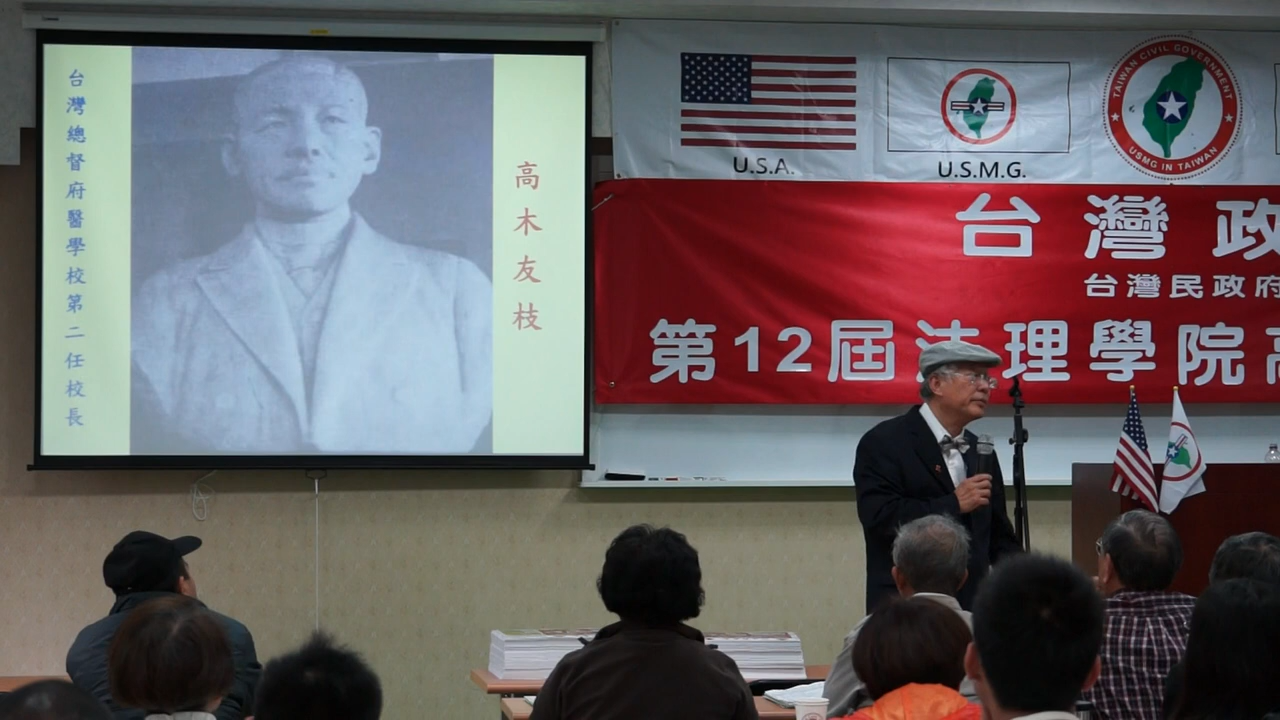 台灣總督府醫學校第二任校長
高木友枝
U.S.A.
U.S.M.G.
TAIWAN CIVIL GOVERNMENT
USMG IN TAIWAN
台灣政
台灣民政府
第12屆法理學院高